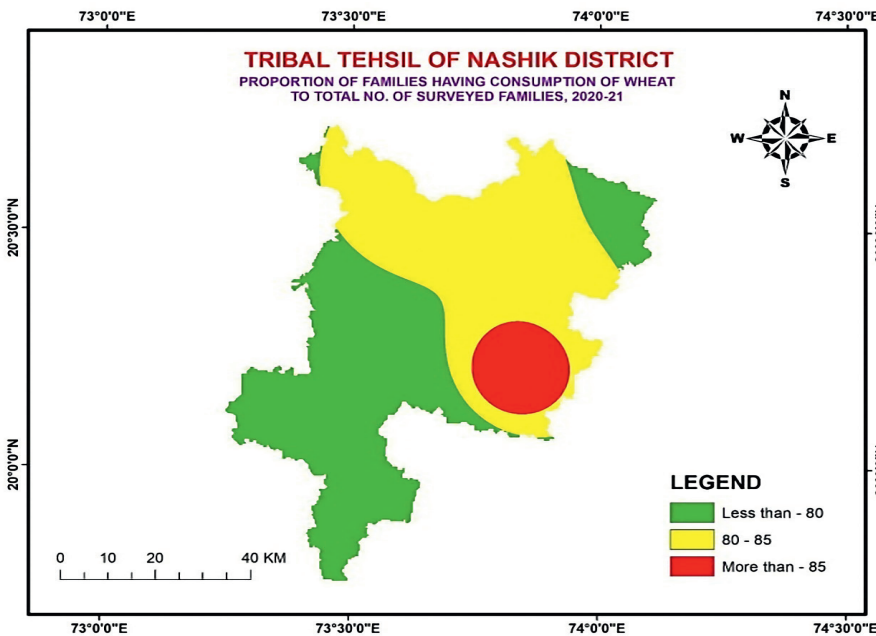 73°0'0"E 73°30'0"E 74°0'0"E 74°30'0"E
TRIBAL TEHSIL OF NASHIK DISTRICT
PROPORTION OF FAMILIES HAVING CONSUMPTION OF WHEAT
TO TOTAL NO. OF SURVEYED FAMILIES, 2020-21
N
W E
S
20°30'0"N
20°0'0"N
LEGEND
Less than - 80
80 - 85
More than - 85
0 10 20 40 KM
73°0'0"E 73°30'0"E 74°0'0"E 74°30'0"E